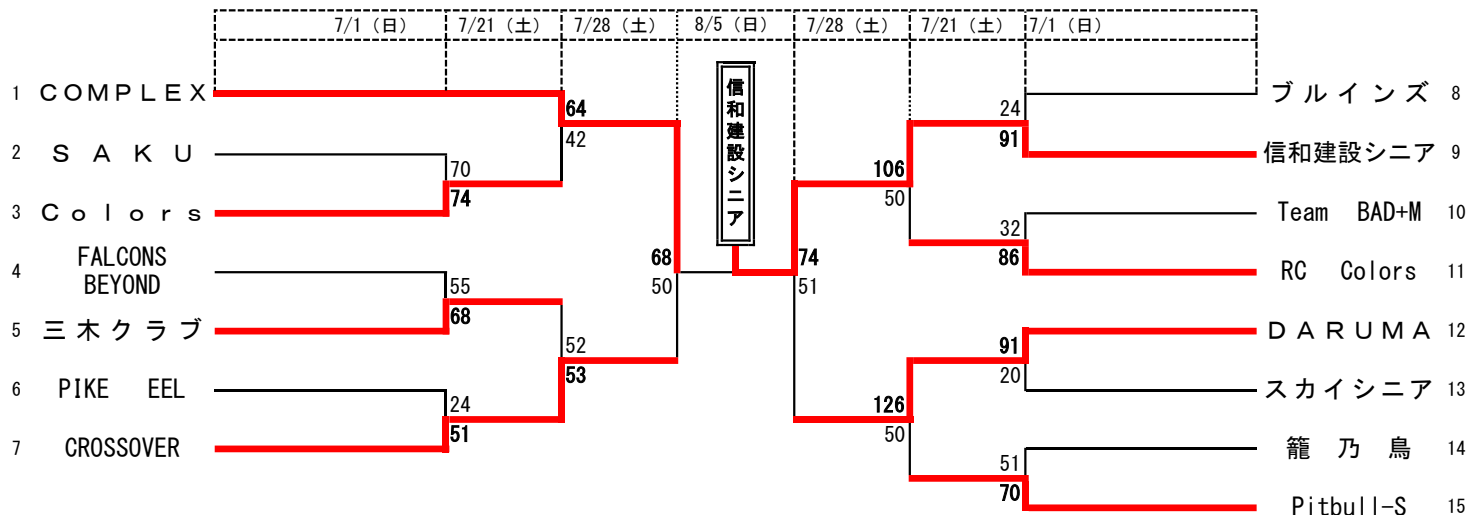 7/1（日） 7/21（土） 7/28（土） 8/5（日） 7/28（土） 7/21（土） 7/1（日）
信和建設シニア
1 ＣＯＭＰＬＥＸ
2 Ｓ Ａ Ｋ Ｕ
3 Ｃｏｌｏｒｓ
4 FALCONS
BEYOND
5 三木クラブ
6 PIKE EEL
7 CROSSOVER
70
74
55
68
24
51
64
42
52
53
68
50
74
51
106
50
126
50
24
91
32
86
91
20
51
70
ブルインズ 8
信和建設シニア 9
Team BAD+M 10
RC Colors 11
ＤＡＲＵＭＡ 12
スカイシニア 13
籠乃鳥 14
Pitbull-S 15